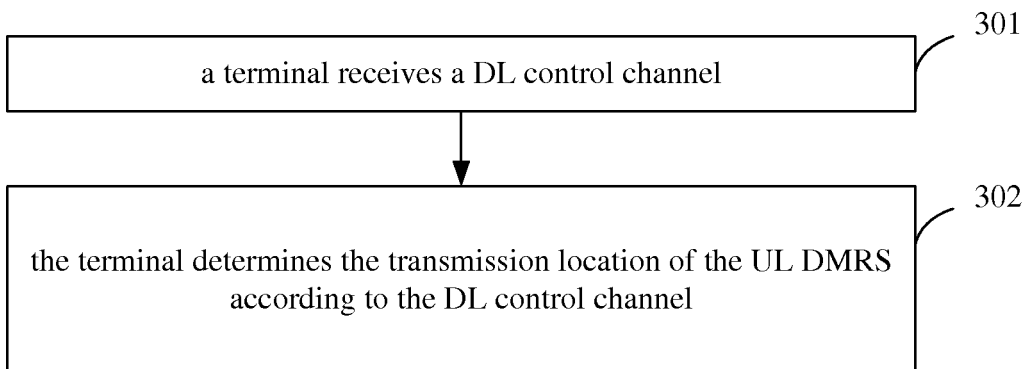 301
a terminal receives a DL control channel
302
the terminal determines the transmission location of the UL DMRS
according to the DL control channel